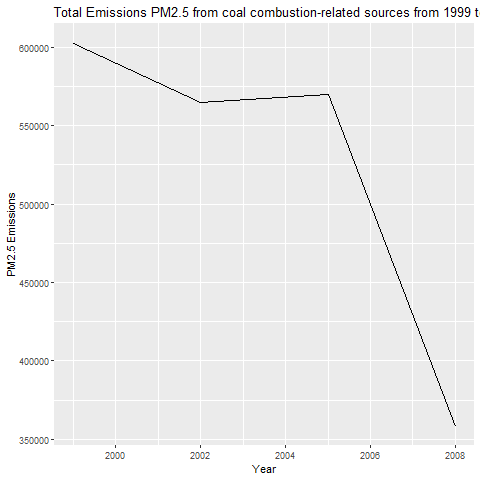 Total Emissions PM2.5 from coal combustion-related sources from 1999 t
600000
550000
500000
450000
400000
350000
PM2.5 Emissions
2000 2002 2004 2006 2008
Year